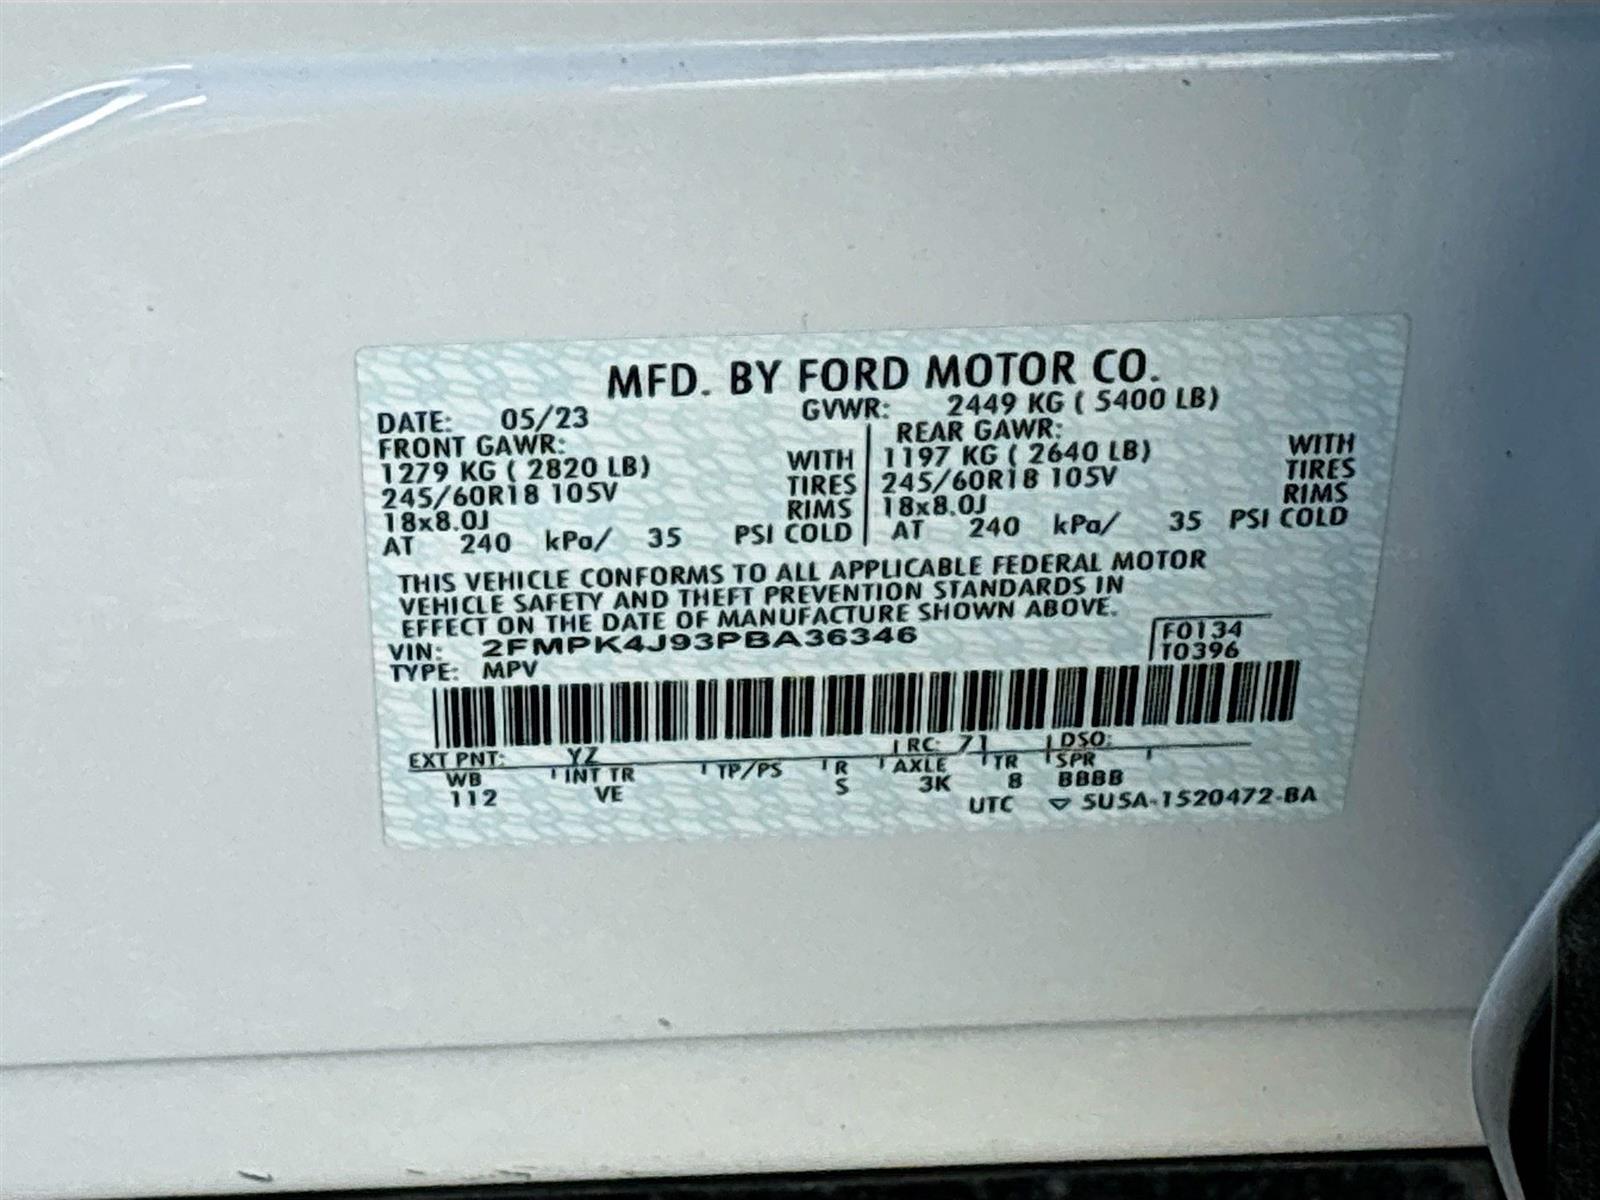 MFD. BY FORD MOTOR CO.
DATE: 05/23 GVWR: 2449 KG ( 5400 LB)
FRONT GAWR: REAR GAWR:
1279 KG ( 2820 LB) WITH 1197 KG ( 2640 LB) WITH
245/60R18 105V TIRES 245/60R18 105V TIRES
18x8.0J RIMS 18x8.0J RIMS
AT 240 kPa/ 35 PSI COLD AT 240 kPa/ 35 PSI COLD
THIS VEHICLE CONFORMS TO ALL APPLICABLE FEDERAL MOTOR
VEHICLE SAFETY AND THEFT PREVENTION STANDARDS IN
EFFECT ON THE DATE OF MANUFACTURE SHOWN ABOVE.
VIN: 2FMPK4J93PBA36346 F0134
TYPE: MPV T0396
EXT PNT: YZ RC: 71 DSO:
WB INT TR TP/PS R AXLE TR SPR
112 VE S 3K 8 BBBB
UTC ▽ 5U5A-1520472-BA